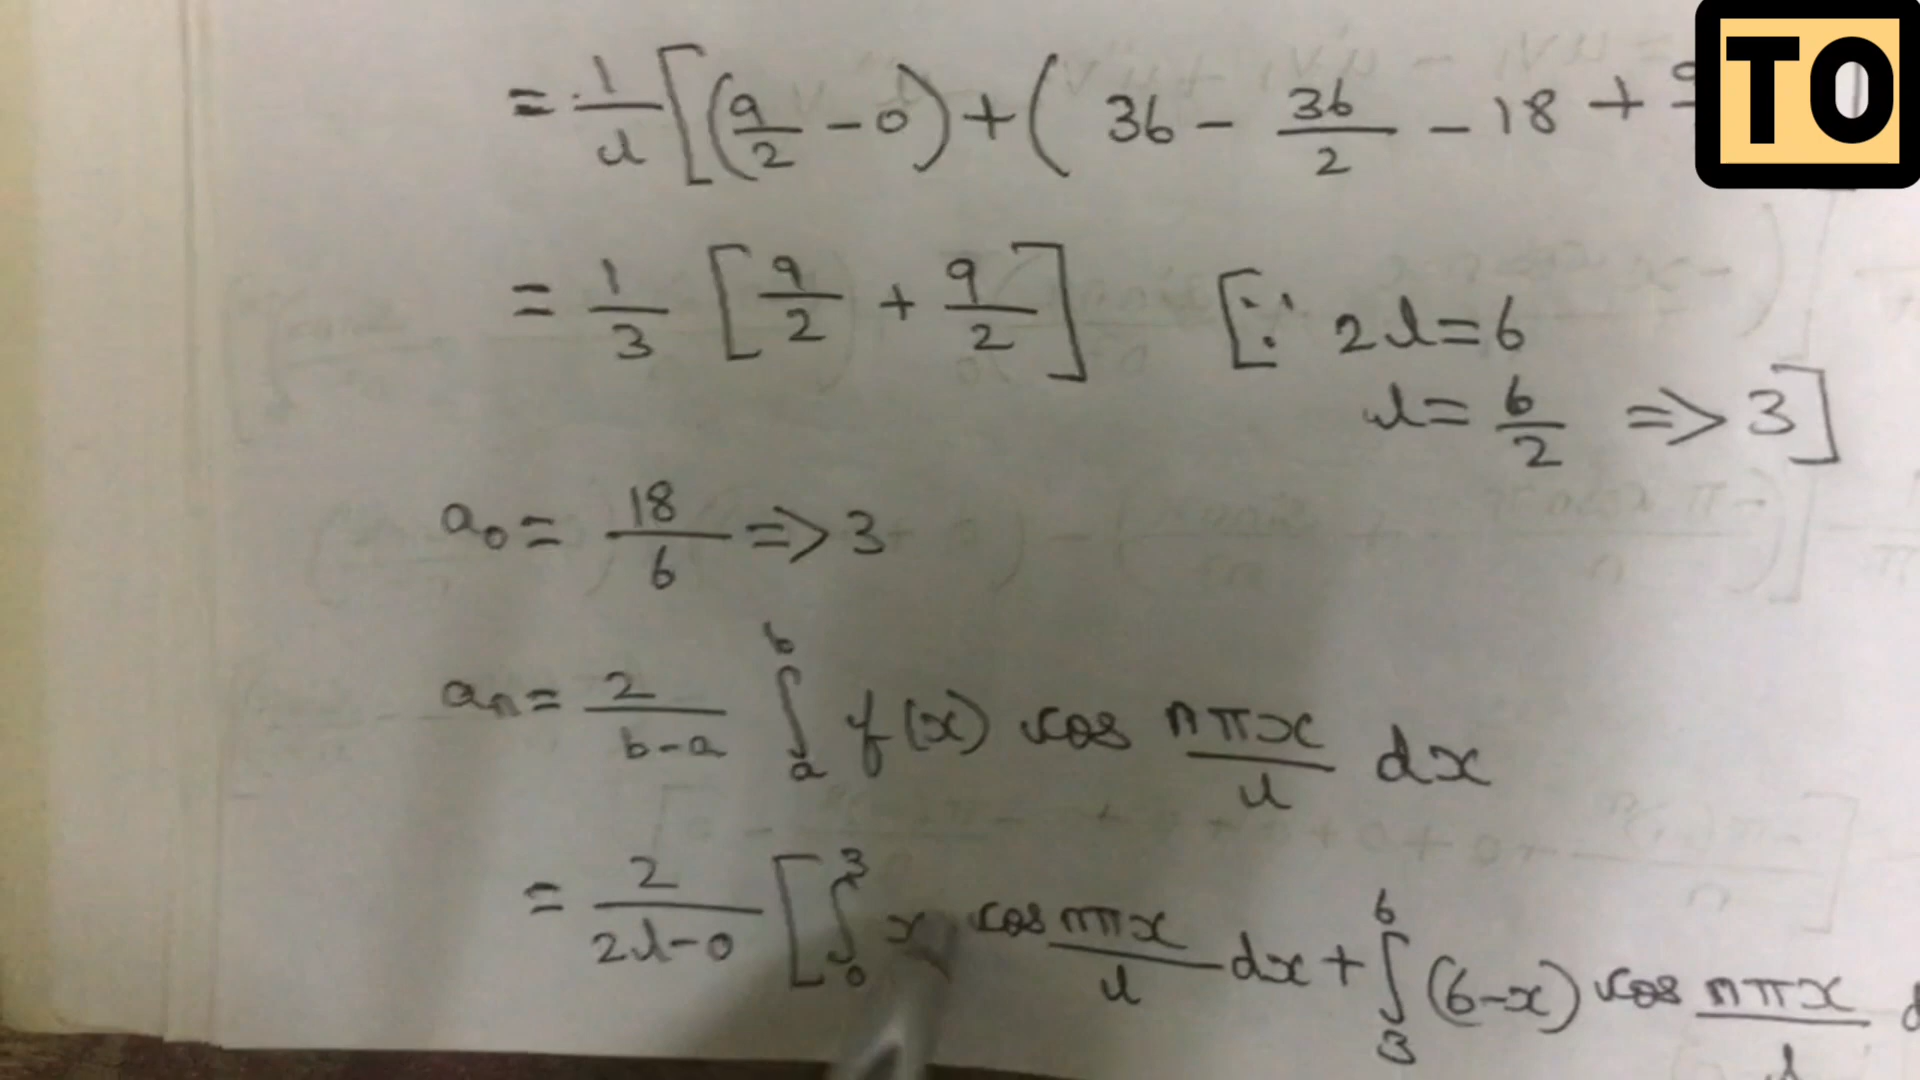 = 1/l [(9/2 - 0) + (36 - 36/2 - 18 + 9
TO
= 1/3 [9/2 + 9/2] [∵ 2l = 6
l = 6/2 => 3]
a₀ = 18/6 => 3
aₙ = 2/b-a ∫ₐᵇ f(x) cos nπx/l dx
= 2/2l-0 [∫₀³ x cos nπx/l dx + ∫₃⁶ (6-x) cos nπx/l d